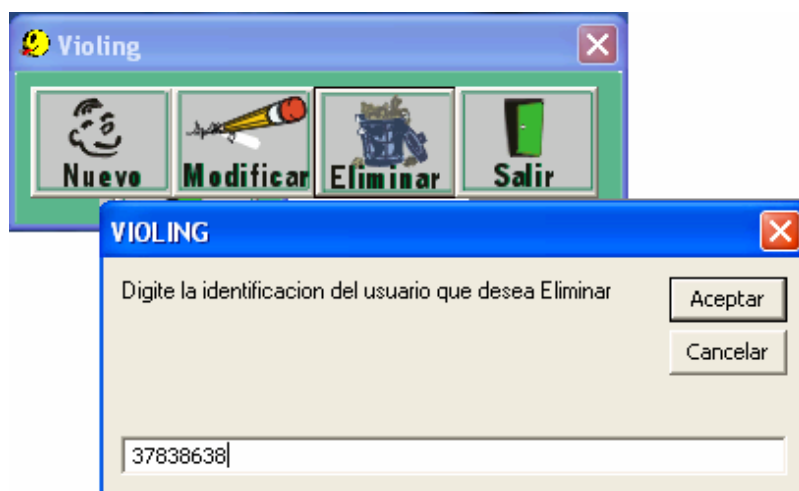 Violing
Nuevo Modificar Eliminar Salir
VIOLING
Digite la identificacion del usuario que desea Eliminar
Aceptar
Cancelar
37838638